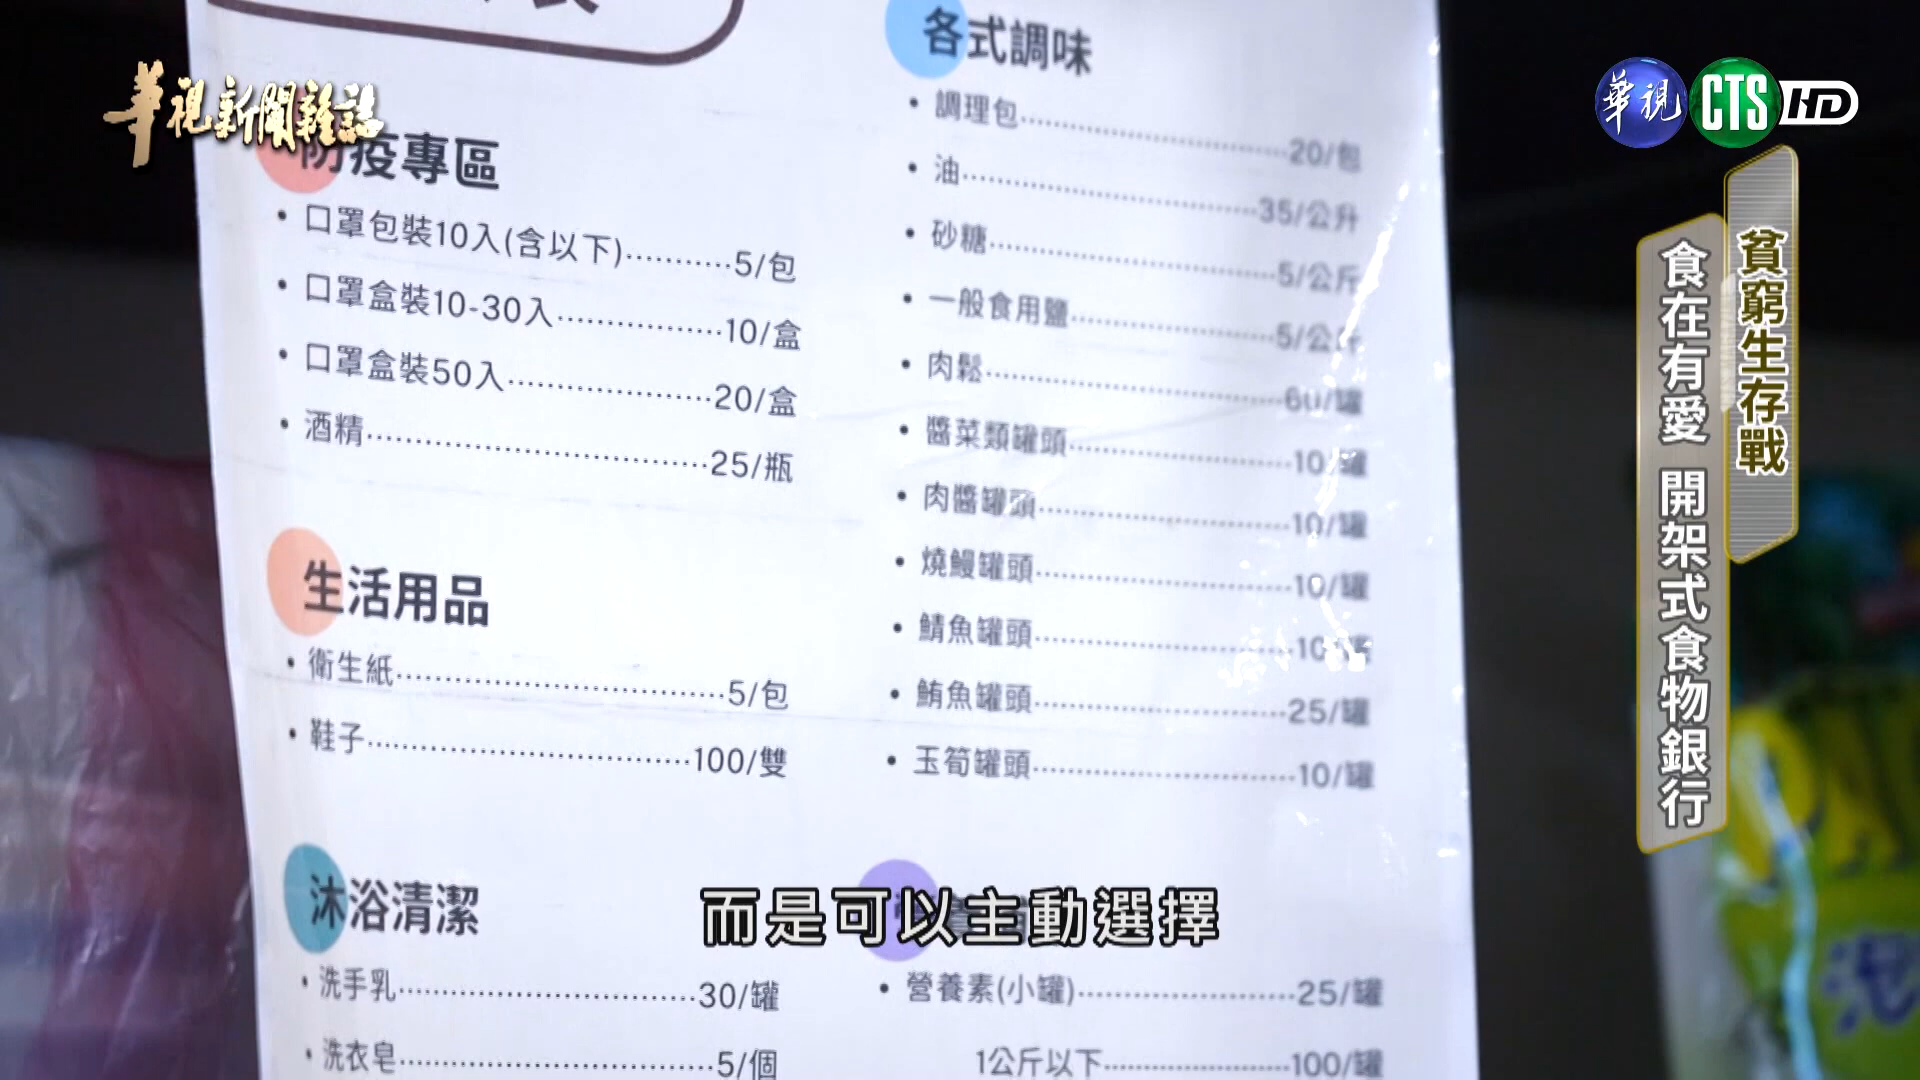 華視新聞雜誌
華視 CTS HD
貧窮生存戰
食在有愛 開架式食物銀行
防疫專區
• 口罩包裝10入(含以下)............5/包
• 口罩盒裝10-30入..................10/盒
• 口罩盒裝50入......................20/盒
• 酒精....................................25/瓶
生活用品
• 衛生紙..................................5/包
• 鞋子....................................100/雙
沐浴清潔
• 洗手乳................................30/罐
• 洗衣皂................................5/個
各式調味
• 調理包..........................20/包
• 油................................35/公升
• 砂糖.............................5/公斤
• 一般食用鹽.....................5/公斤
• 肉鬆.............................60/罐
• 醬菜類罐頭.....................10/罐
• 肉醬罐頭........................10/罐
• 燒鰻罐頭........................10/罐
• 鯖魚罐頭........................10/罐
• 鮪魚罐頭........................25/罐
• 玉筍罐頭........................10/罐
• 營養素(小罐)......................25/罐
1公斤以下..................100/罐
而是可以主動選擇